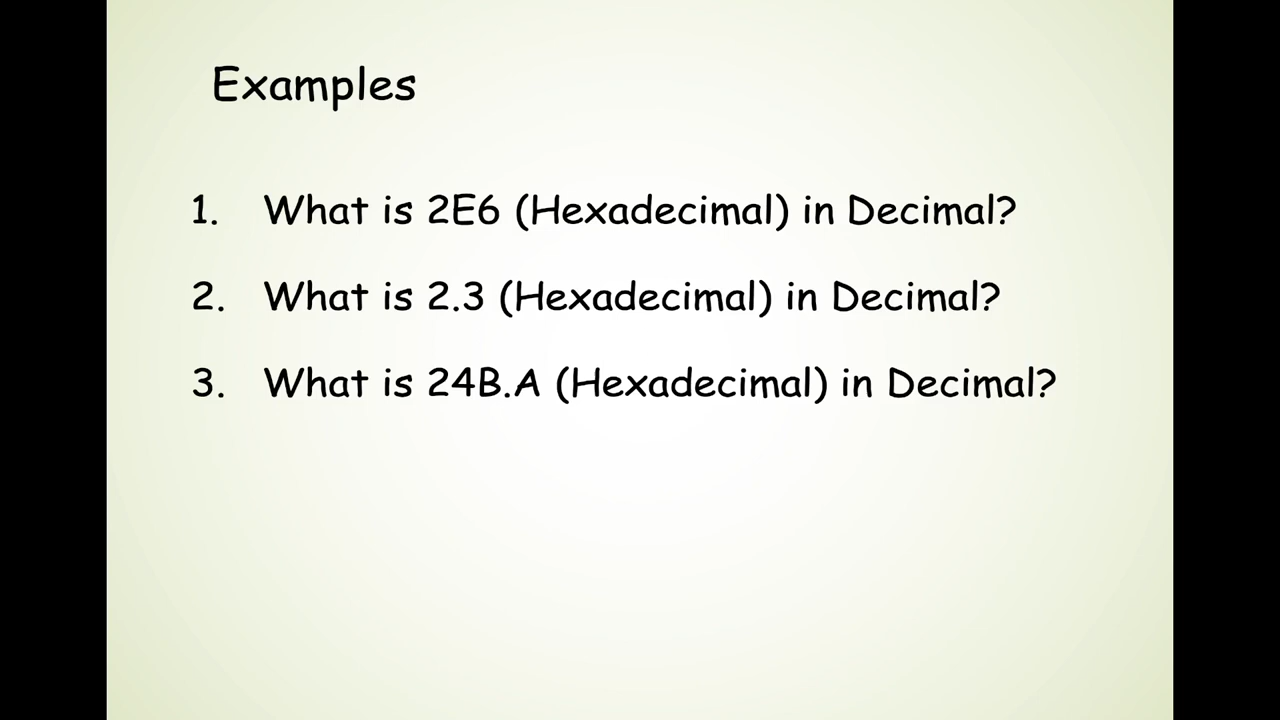 Examples
1. What is 2E6 (Hexadecimal) in Decimal?
2. What is 2.3 (Hexadecimal) in Decimal?
3. What is 24B.A (Hexadecimal) in Decimal?